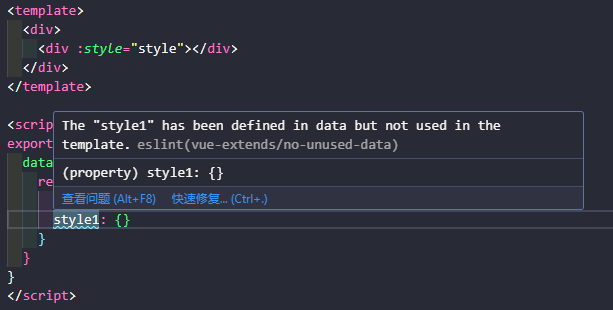 <template>
<div>
<div :style="style"></div>
</div>
</template>
<scrip
The "style1" has been defined in data but not used in the
export
template. eslint(vue-extends/no-unused-data)
data
(property) style1: {}
re
查看问题 (Alt+F8) 快速修复... (Ctrl+.)
style1: {}
}
}
}
</script>